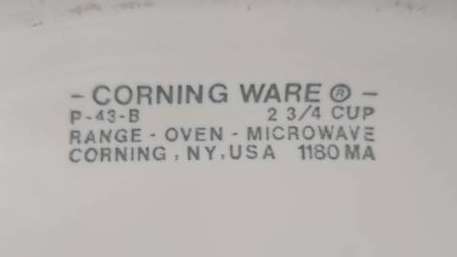 - CORNING WARE ® -
P-43-B 2 3/4 CUP
RANGE - OVEN - MICROWAVE
CORNING, NY, USA 1180 MA